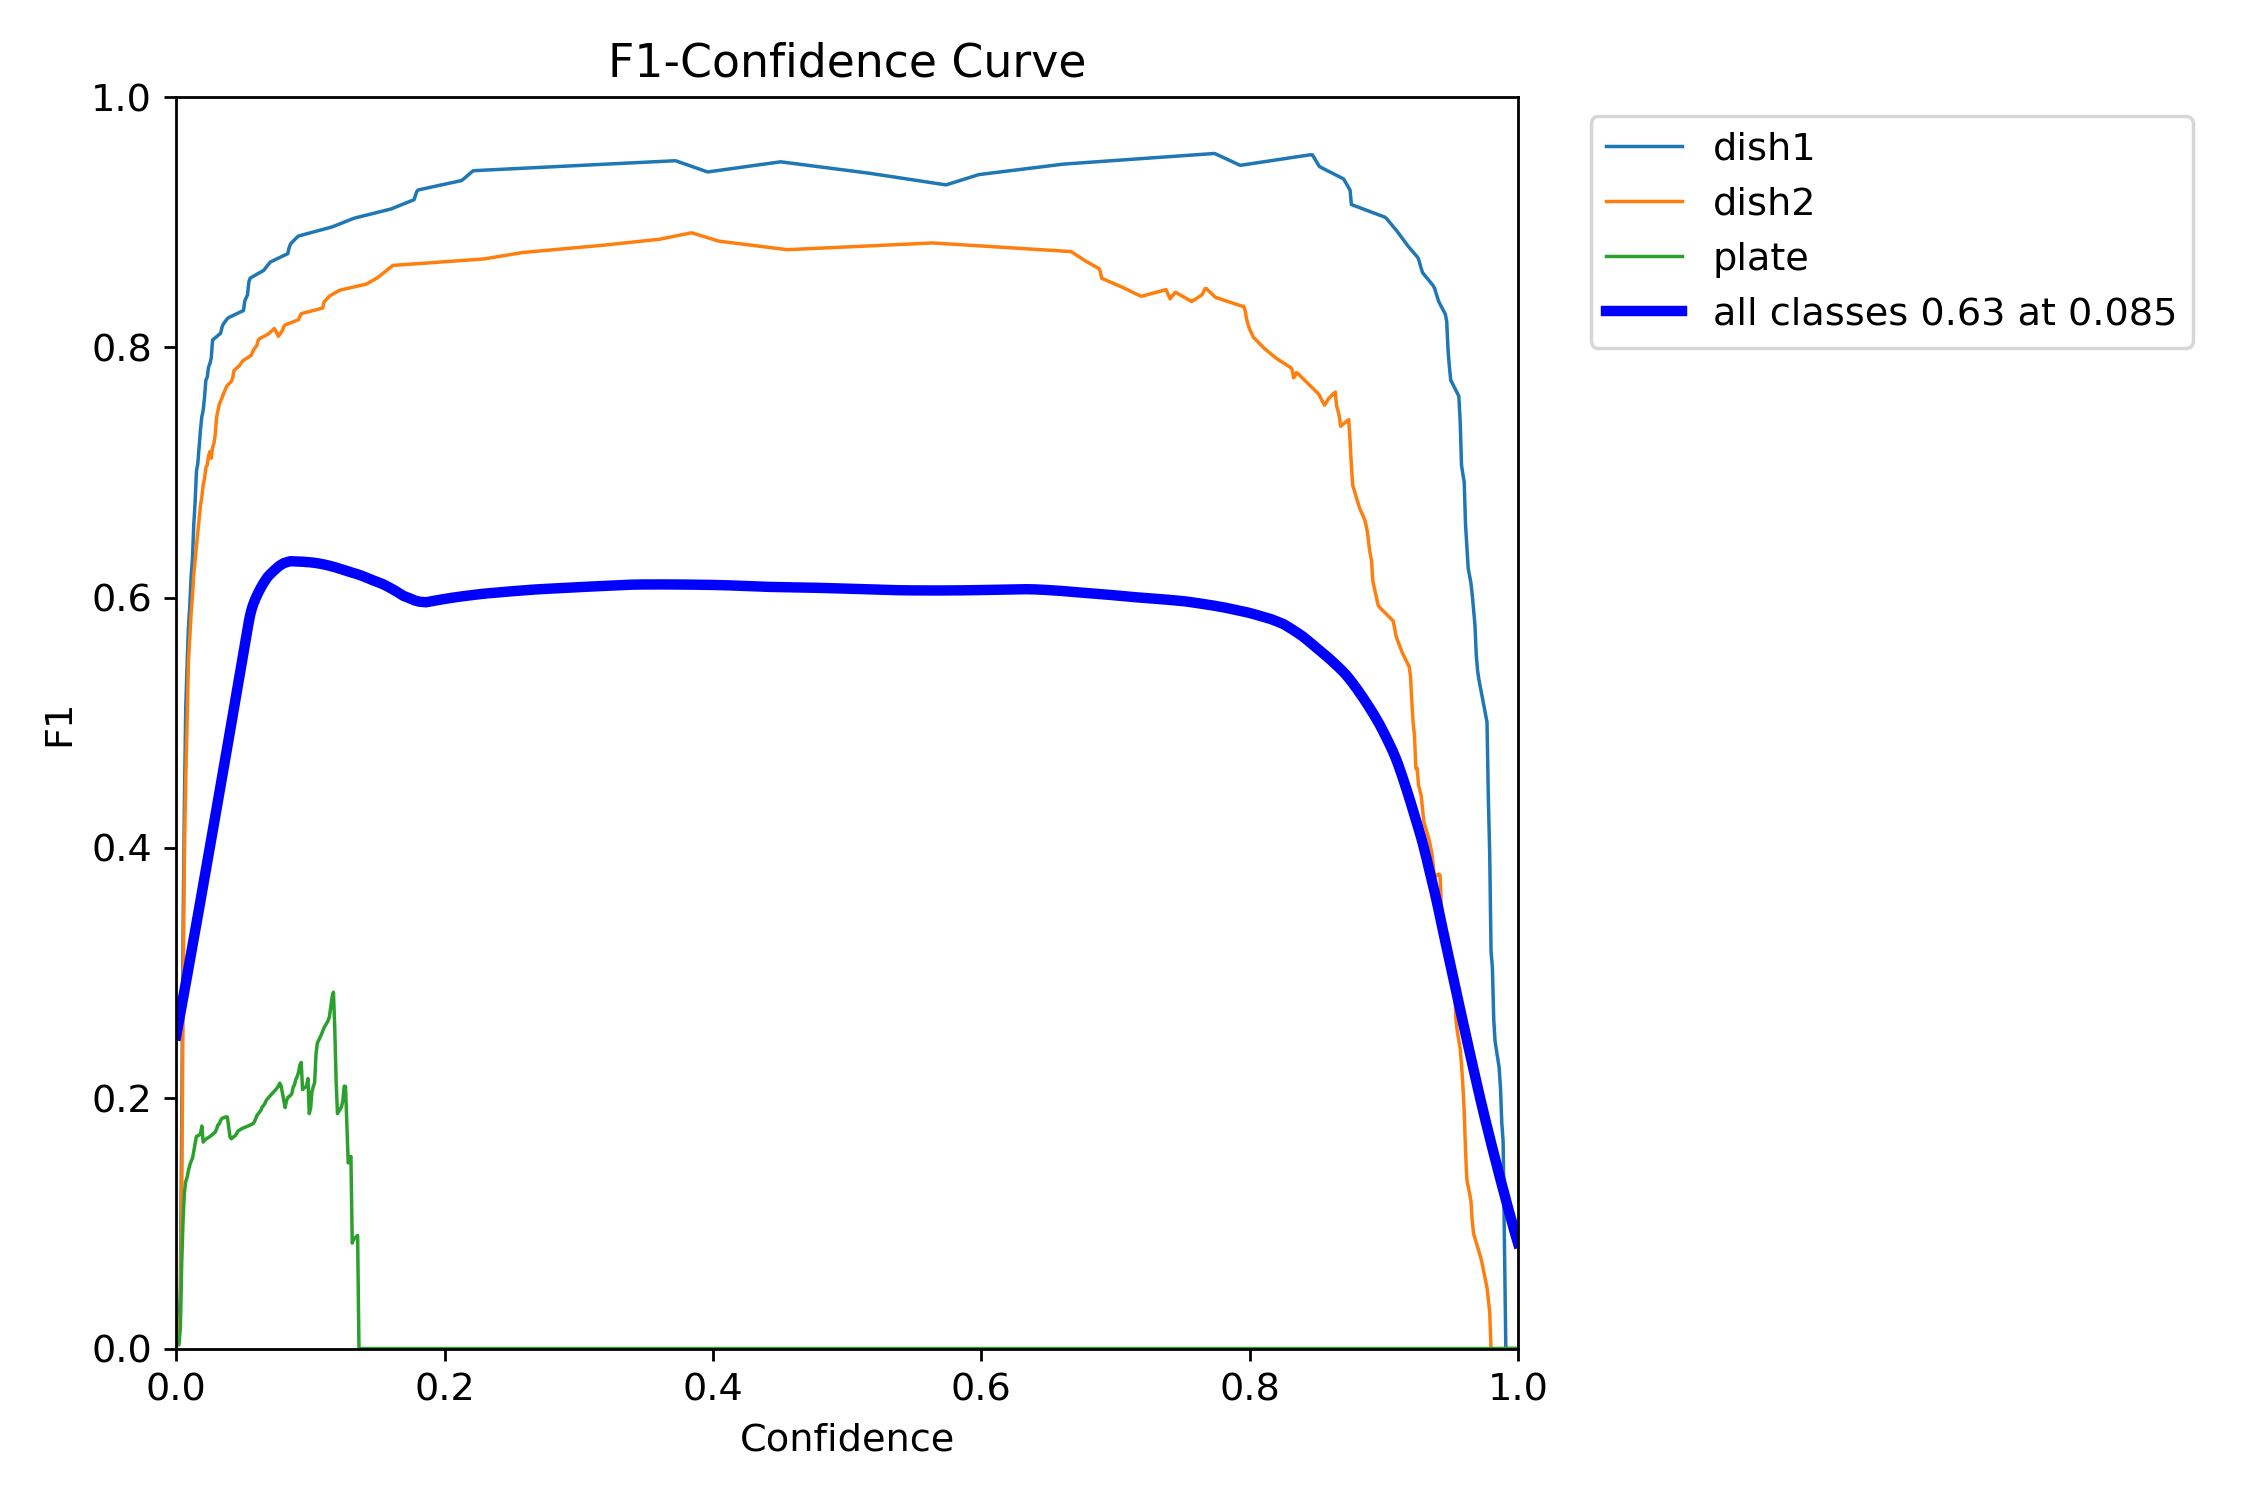 F1-Confidence Curve
1.0
0.8
0.6
0.4
0.2
0.0
F1
0.0 0.2 0.4 0.6 0.8 1.0
Confidence
dish1
dish2
plate
all classes 0.63 at 0.085